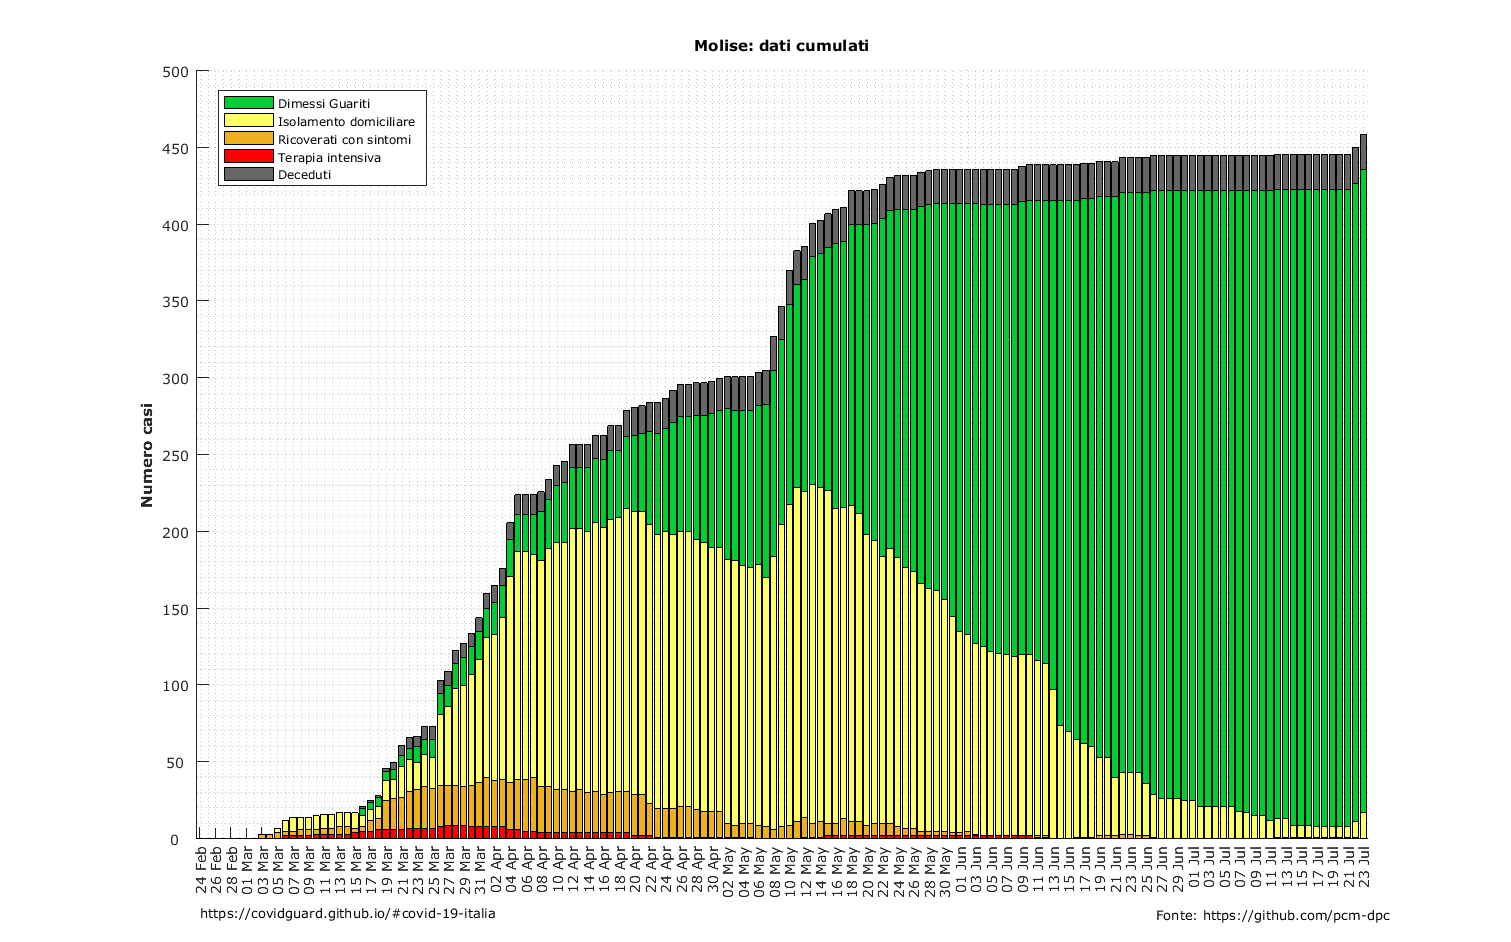 Molise: dati cumulati
500
450
400
350
300
250
200
150
100
50
0
Numero casi
Dimessi Guariti
Isolamento domiciliare
Ricoverati con sintomi
Terapia intensiva
Deceduti
24 Feb
26 Feb
28 Feb
01 Mar
03 Mar
05 Mar
07 Mar
09 Mar
11 Mar
13 Mar
15 Mar
17 Mar
19 Mar
21 Mar
23 Mar
25 Mar
27 Mar
29 Mar
31 Mar
02 Apr
04 Apr
06 Apr
08 Apr
10 Apr
12 Apr
14 Apr
16 Apr
18 Apr
20 Apr
22 Apr
24 Apr
26 Apr
28 Apr
30 Apr
02 May
04 May
06 May
08 May
10 May
12 May
14 May
16 May
18 May
20 May
22 May
24 May
26 May
28 May
30 May
01 Jun
03 Jun
05 Jun
07 Jun
09 Jun
11 Jun
13 Jun
15 Jun
17 Jun
19 Jun
21 Jun
23 Jun
25 Jun
27 Jun
29 Jun
01 Jul
03 Jul
05 Jul
07 Jul
09 Jul
11 Jul
13 Jul
15 Jul
17 Jul
19 Jul
21 Jul
23 Jul
https://covidguard.github.io/#covid-19-italia
Fonte: https://github.com/pcm-dpc